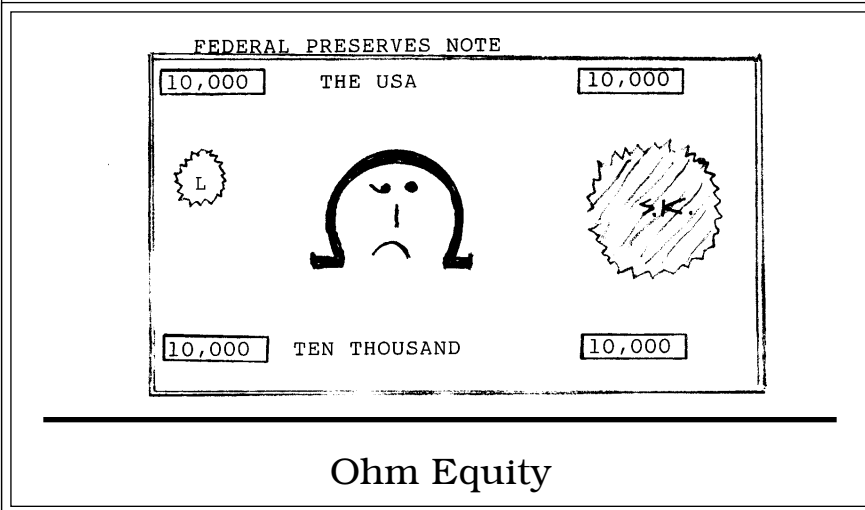 FEDERAL PRESERVES NOTE
10,000 THE USA 10,000
L
S.K.
10,000 TEN THOUSAND 10,000
Ohm Equity